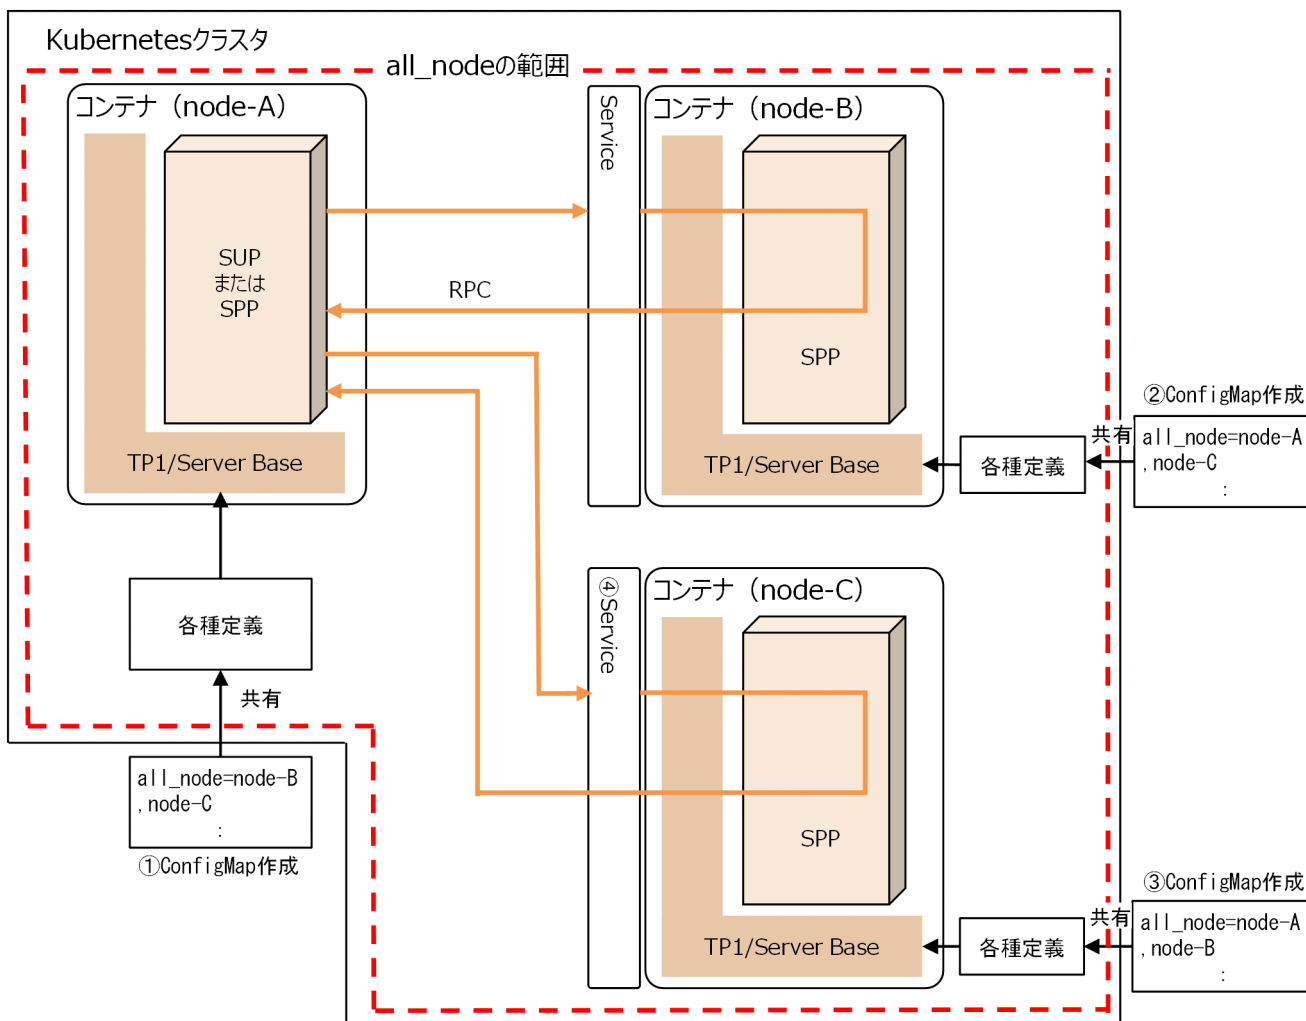 Kubernetesクラスタ
all_nodeの範囲
コンテナ（node-A）
SUP
または
SPP
TP1/Server Base
各種定義
共有
all_node=node-B
,node-C
:
①ConfigMap作成
RPC
Service
コンテナ（node-B）
SPP
TP1/Server Base
各種定義
共有
②ConfigMap作成
all_node=node-A
,node-C
:
④Service
コンテナ（node-C）
SPP
TP1/Server Base
各種定義
共有
③ConfigMap作成
all_node=node-A
,node-B
: